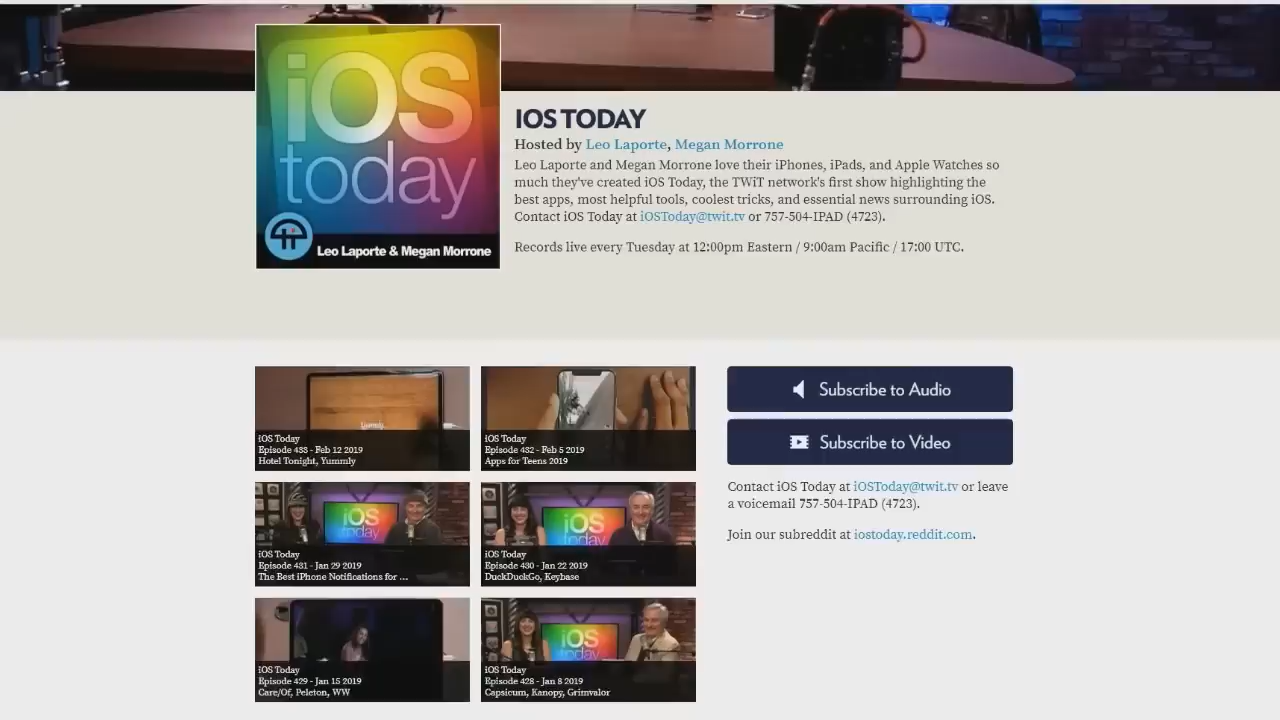 iOS
today
Leo Laporte & Megan Morrone
IOS TODAY
Hosted by Leo Laporte, Megan Morrone
Leo Laporte and Megan Morrone love their iPhones, iPads, and Apple Watches so
much they've created iOS Today, the TWiT network's first show highlighting the
best apps, most helpful tools, coolest tricks, and essential news surrounding iOS.
Contact iOS Today at iOSToday@twit.tv or 757-504-IPAD (4723).
Records live every Tuesday at 12:00pm Eastern / 9:00am Pacific / 17:00 UTC.
Yummly
iOS Today
Episode 433 - Feb 12 2019
Hotel Tonight, Yummly
iOS Today
Episode 432 - Feb 5 2019
Apps for Teens 2019
iOS
today
iOS Today
Episode 431 - Jan 29 2019
The Best iPhone Notifications for ...
iOS
today
iOS Today
Episode 430 - Jan 22 2019
DuckDuckGo, Keybase
iOS Today
Episode 429 - Jan 15 2019
Care/Of, Peleton, WW
iOS
today
iOS Today
Episode 428 - Jan 8 2019
Capsicum, Kanopy, Grimvalor
Subscribe to Audio
Subscribe to Video
Contact iOS Today at iOSToday@twit.tv or leave
a voicemail 757-504-IPAD (4723).
Join our subreddit at iostoday.reddit.com.